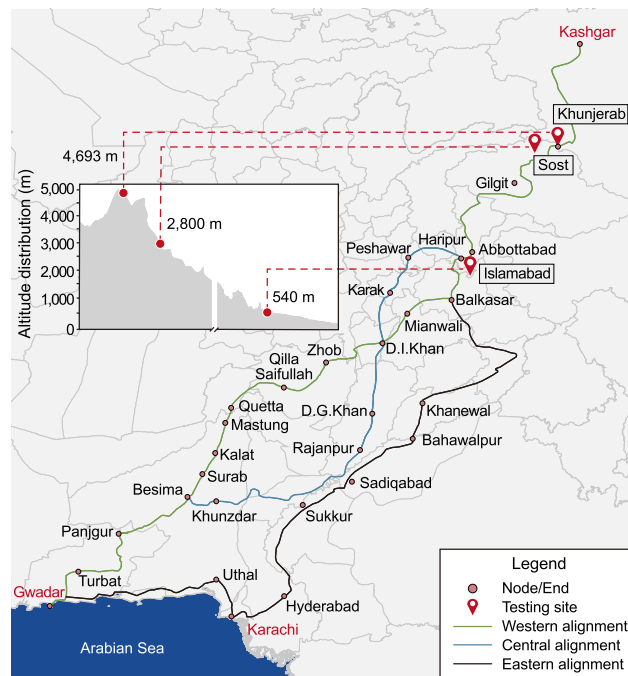 Kashgar
Khunjerab
4,693 m
Sost
Gilgit
Altitude distribution (m)
5,000
4,000
3,000
2,000
1,000
0
2,800 m
540 m
Peshawar
Haripur
Abbottabad
Islamabad
Karak
Balkasar
Mianwali
Zhob
D.I.Khan
Qilla
Saifullah
Quetta
D.G.Khan
Khanewal
Mastung
Bahawalpur
Kalat
Rajanpur
Surab
Sadiqabad
Besima
Khunzdar
Sukkur
Panjgur
Turbat
Uthal
Gwadar
Hyderabad
Karachi
Arabian Sea
Legend
Node/End
Testing site
Western alignment
Central alignment
Eastern alignment